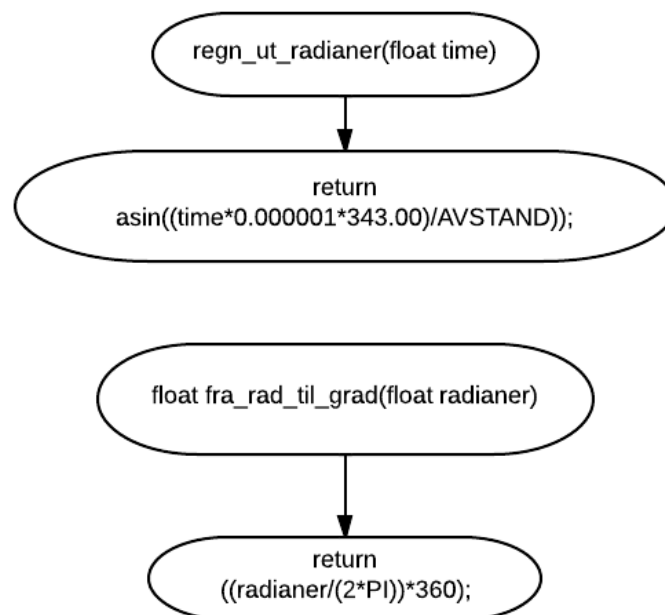 regn_ut_radianer(float time)
return
asin((time*0.000001*343.00)/AVSTAND));
float fra_rad_til_grad(float radianer)
return
((radianer/(2*PI))*360);